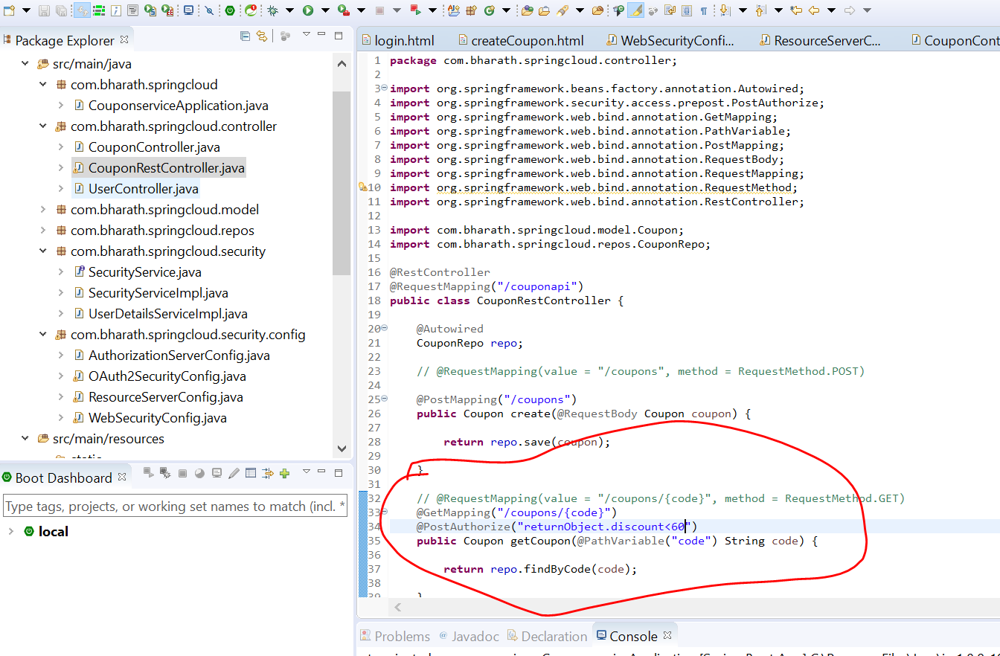 Package Explorer
src/main/java
com.bharath.springcloud
CouponserviceApplication.java
com.bharath.springcloud.controller
CouponController.java
CouponRestController.java
UserController.java
com.bharath.springcloud.model
com.bharath.springcloud.repos
com.bharath.springcloud.security
SecurityService.java
SecurityServiceImpl.java
UserDetailsServiceImpl.java
com.bharath.springcloud.security.config
AuthorizationServerConfig.java
OAuth2SecurityConfig.java
ResourceServerConfig.java
WebSecurityConfig.java
src/main/resources
static
Boot Dashboard
Type tags, projects, or working set names to match (incl. *
local
login.html createCoupon.html WebSecurityConfi... ResourceServerC... CouponCont
1 package com.bharath.springcloud.controller;
2
3 import org.springframework.beans.factory.annotation.Autowired;
4 import org.springframework.security.access.prepost.PostAuthorize;
5 import org.springframework.web.bind.annotation.GetMapping;
6 import org.springframework.web.bind.annotation.PathVariable;
7 import org.springframework.web.bind.annotation.PostMapping;
8 import org.springframework.web.bind.annotation.RequestBody;
9 import org.springframework.web.bind.annotation.RequestMapping;
10 import org.springframework.web.bind.annotation.RequestMethod;
11 import org.springframework.web.bind.annotation.RestController;
12
13 import com.bharath.springcloud.model.Coupon;
14 import com.bharath.springcloud.repos.CouponRepo;
15
16 @RestController
17 @RequestMapping("/couponapi")
18 public class CouponRestController {
19
20 @Autowired
21 CouponRepo repo;
22
23 // @RequestMapping(value = "/coupons", method = RequestMethod.POST)
24
25 @PostMapping("/coupons")
26 public Coupon create(@RequestBody Coupon coupon) {
27
28 return repo.save(coupon);
29
30 }
31
32 // @RequestMapping(value = "/coupons/{code}", method = RequestMethod.GET)
33 @GetMapping("/coupons/{code}")
34 @PostAuthorize("returnObject.discount<60")
35 public Coupon getCoupon(@PathVariable("code") String code) {
36
37 return repo.findByCode(code);
38
39 }
Problems Javadoc Declaration Console